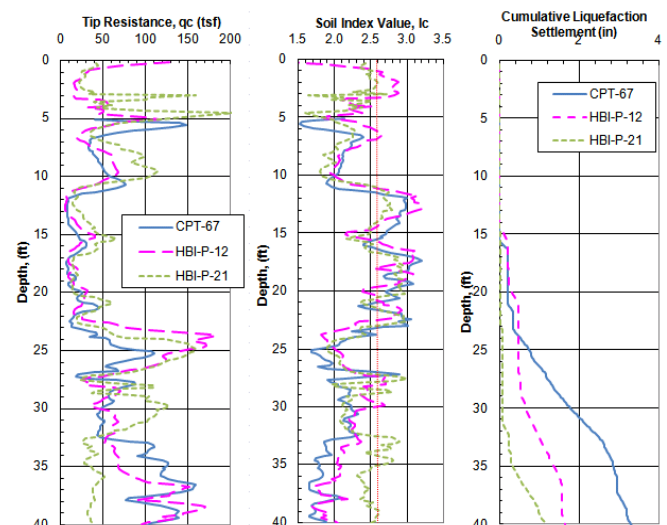 Tip Resistance, qc (tsf)
0 50 100 150 200
0
5
10
15
20
25
30
35
40
Depth, (ft)
CPT-67
HBI-P-12
HBI-P-21
Soil Index Value, Ic
1.5 2.0 2.5 3.0 3.5
0
5
10
15
20
25
30
35
40
Depth, (ft)
Cumulative Liquefaction
Settlement (in)
0 2 4
0
5
10
15
20
25
30
35
40
Depth, (ft)
CPT-67
HBI-P-12
HBI-P-21